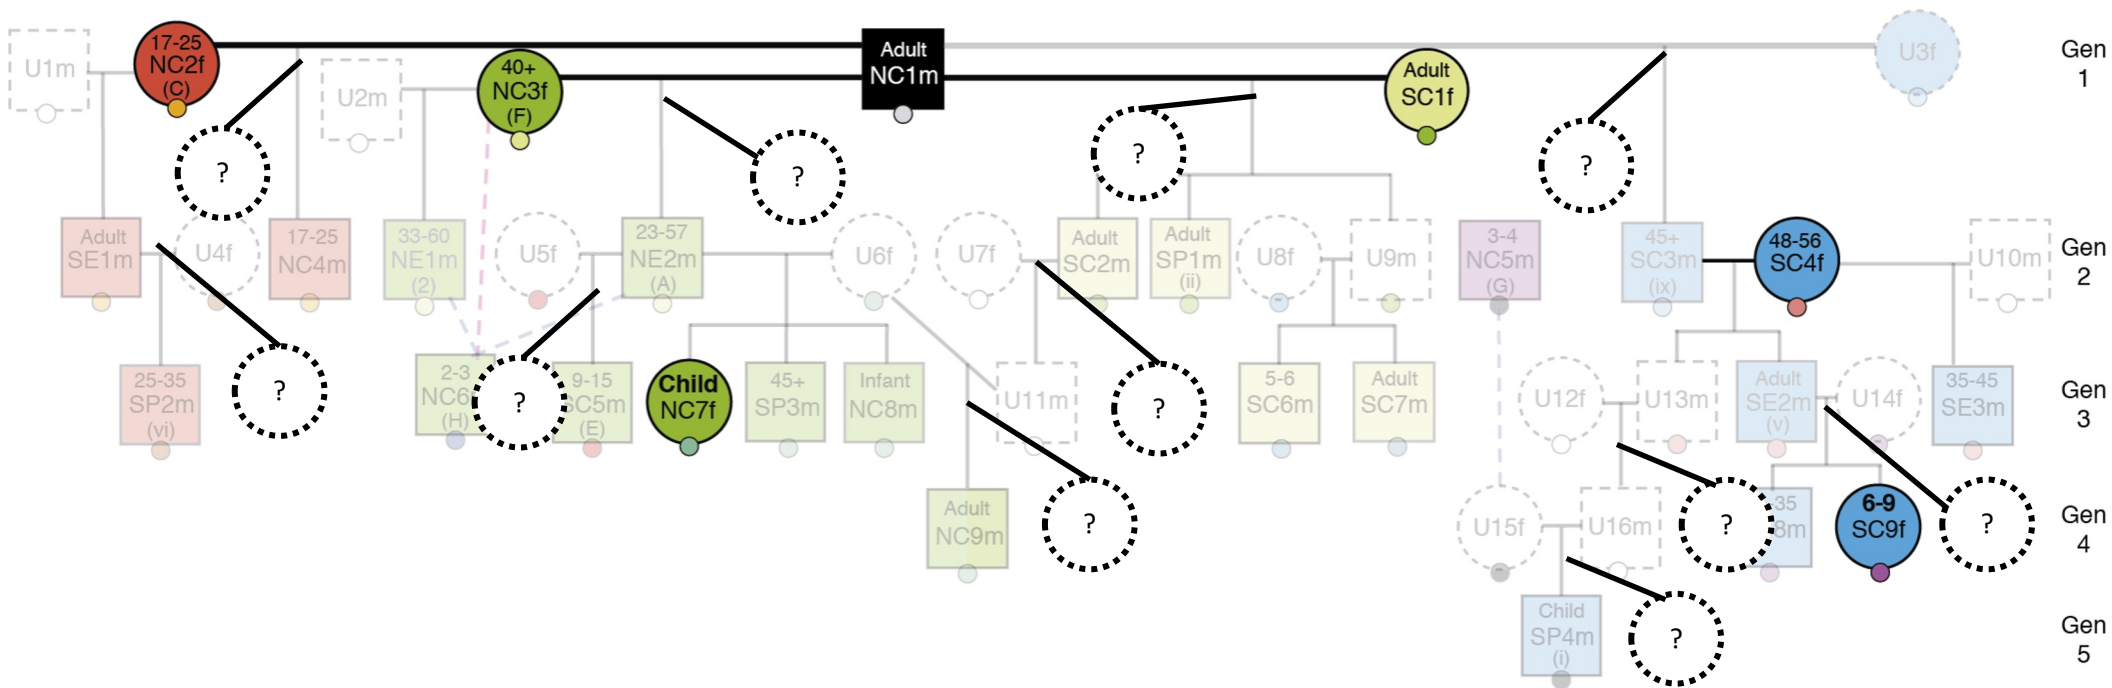 U1m
17-25
NC2f
(C)
U2m
40+
NC3f
(F)
Adult
NC1m
Adult
SC1f
U3f
Gen
1
?
?
?
?
Adult
SE1m
U4f
17-25
NC4m
33-60
NE1m
(2)
U5f
23-57
NE2m
(A)
U6f
U7f
Adult
SC2m
Adult
SP1m
(ii)
U8f
U9m
3-4
NC5m
(G)
45+
SC3m
(ix)
48-56
SC4f
U10m
Gen
2
25-35
SP2m
(vi)
?
2-3
NC6
(H)
?
9-15
SC5m
(E)
Child
NC7f
45+
SP3m
Infant
NC8m
U11m
?
5-6
SC6m
Adult
SC7m
U12f
U13m
Adult
SE2m
(v)
U14f
35-45
SE3m
Gen
3
Adult
NC9m
?
U15f
U16m
?
35
8m
6-9
SC9f
?
Gen
4
Child
SP4m
(i)
?
Gen
5